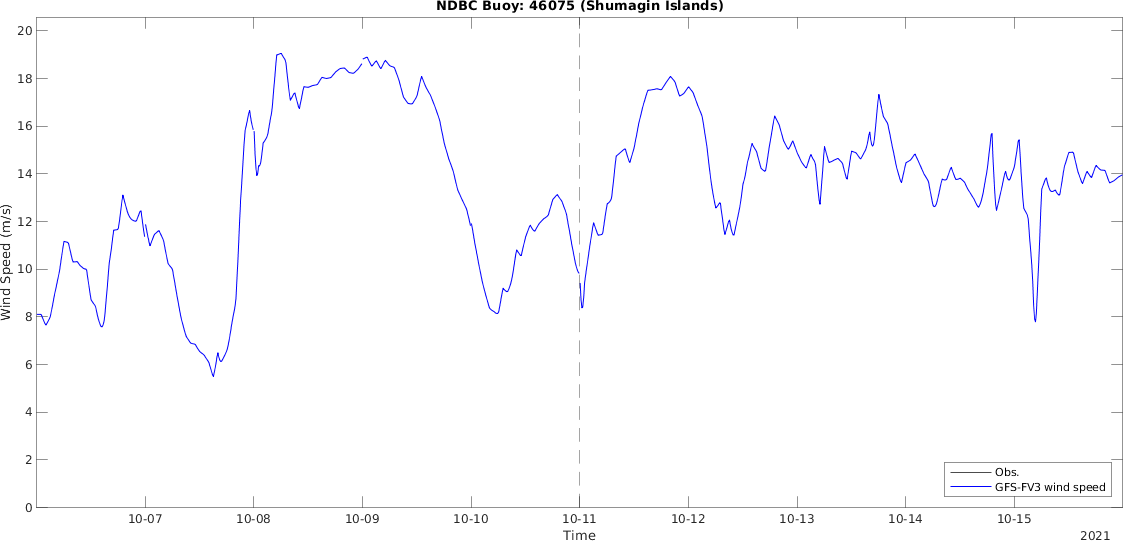 NDBC Buoy: 46075 (Shumagin Islands)
20
18
16
14
12
10
8
6
4
2
0
Wind Speed (m/s)
Obs.
GFS-FV3 wind speed
10-07 10-08 10-09 10-10 10-11 10-12 10-13 10-14 10-15
Time
2021